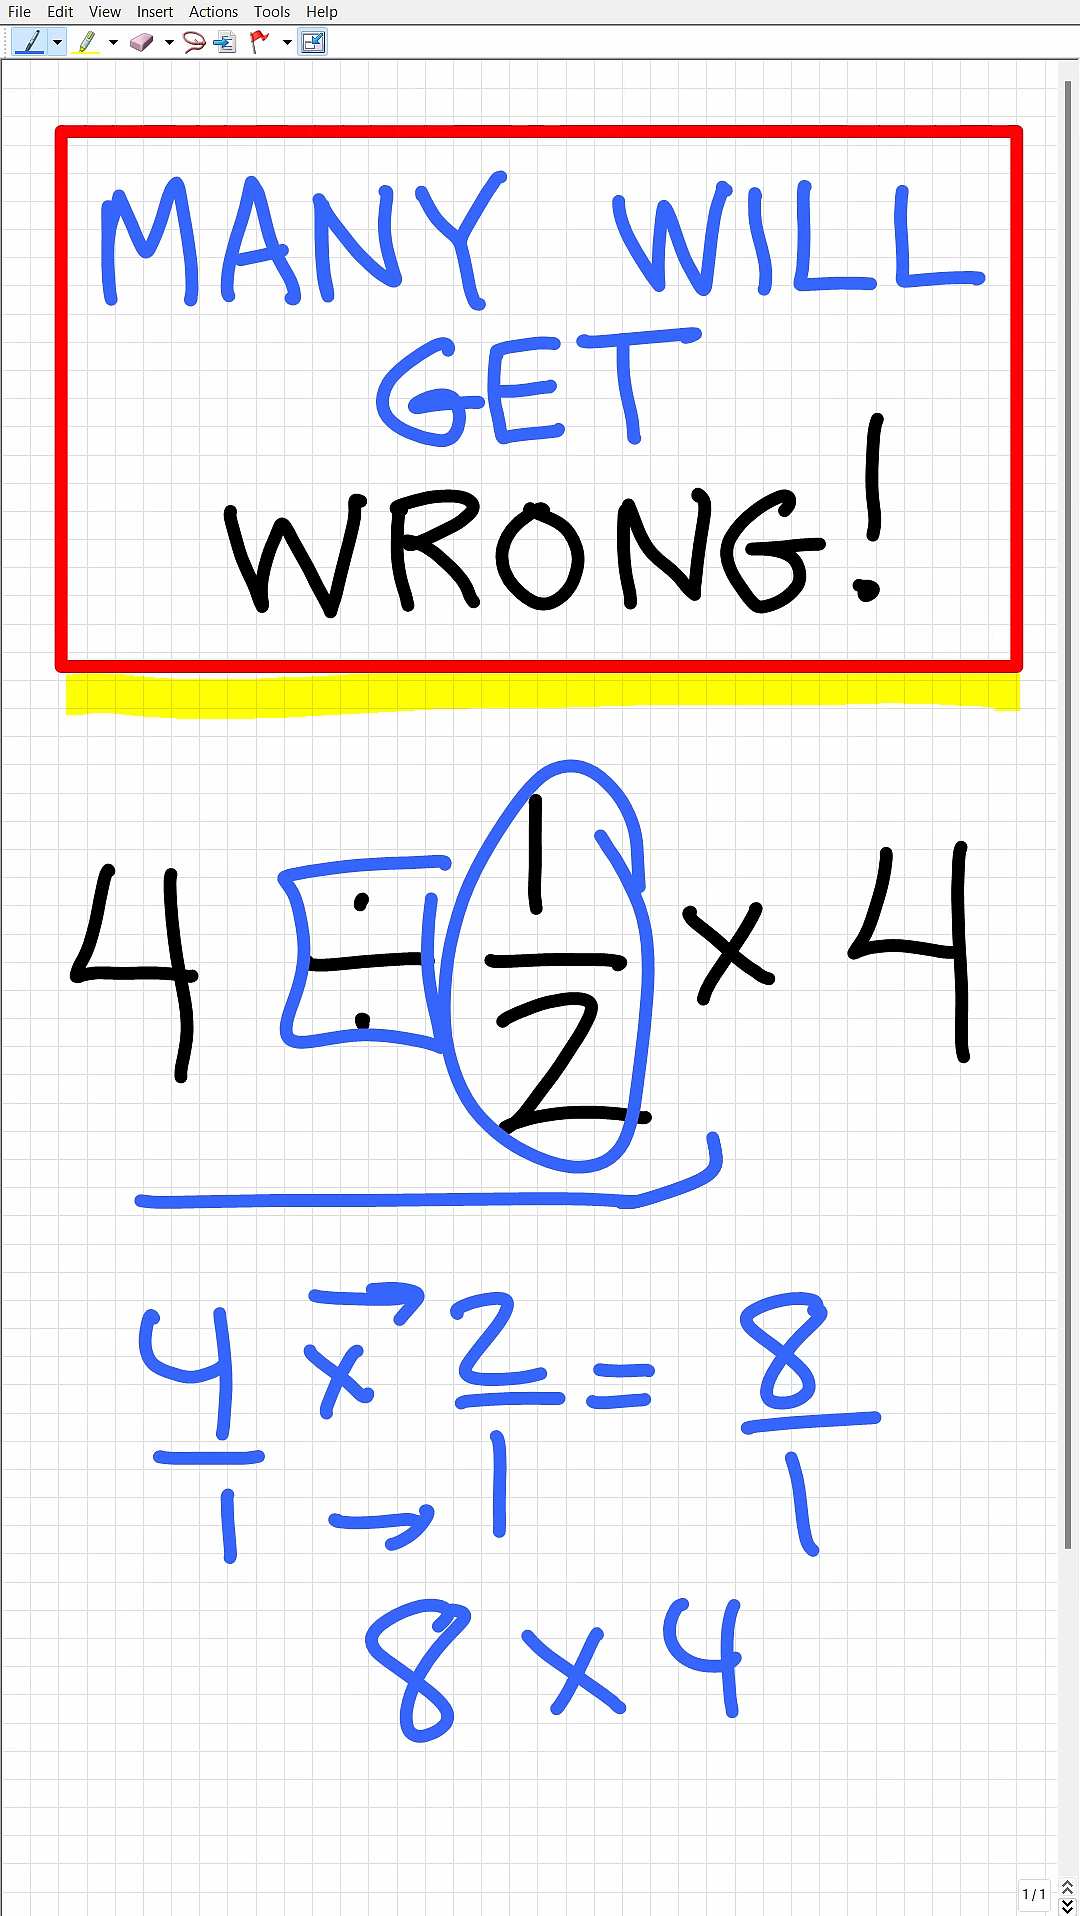 File Edit View Insert Actions Tools Help
MANY WILL
GET
WRONG!
4 ÷ 1/2 × 4
4/1 × 2/1 = 8/1
8 × 4
1 / 1